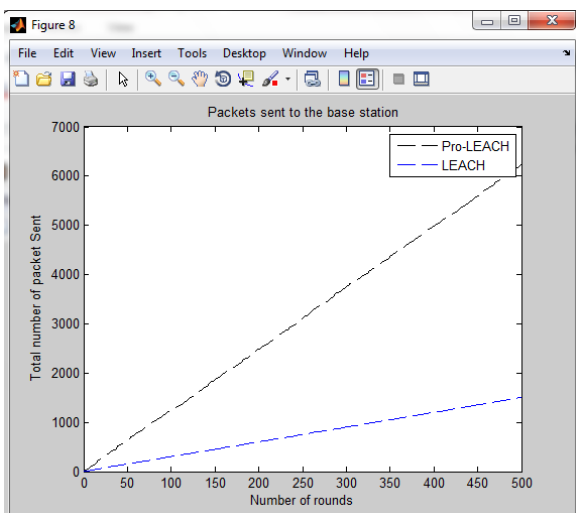 Figure 8
File Edit View Insert Tools Desktop Window Help
Packets sent to the base station
Pro-LEACH
LEACH
7000
6000
5000
4000
3000
2000
1000
0
Total number of packet Sent
0 50 100 150 200 250 300 350 400 450 500
Number of rounds